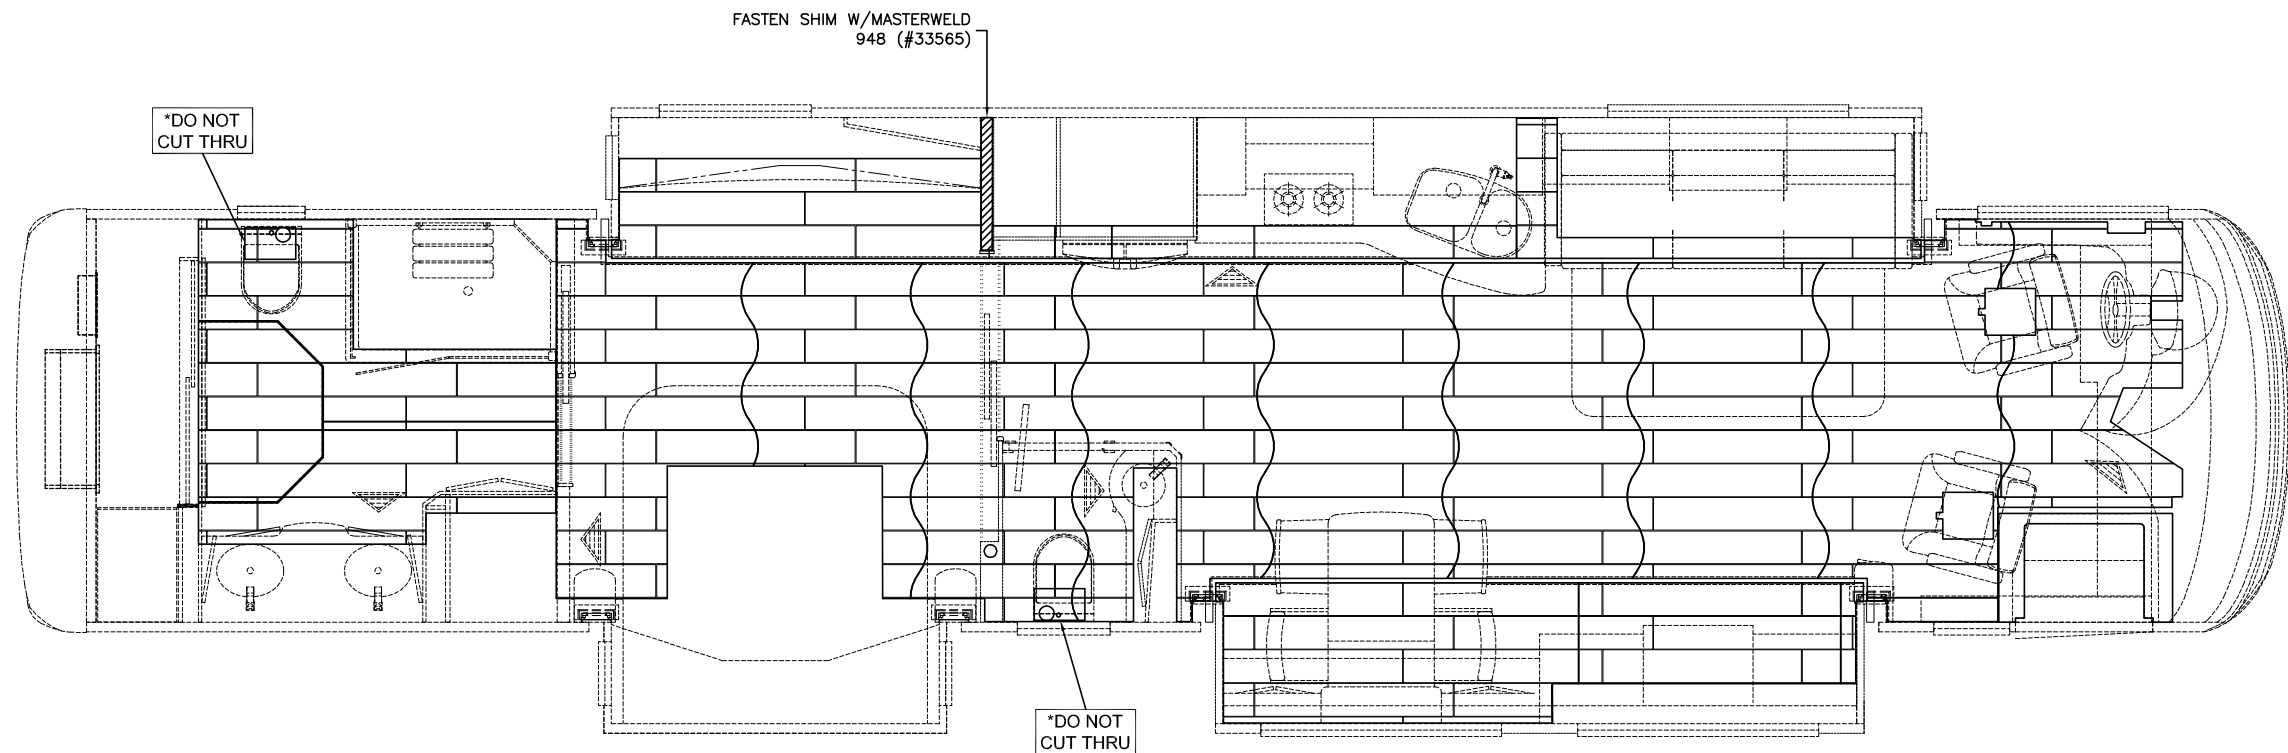 FASTEN SHIM W/MASTERWELD
948 (#33565)
*DO NOT
CUT THRU
*DO NOT
CUT THRU